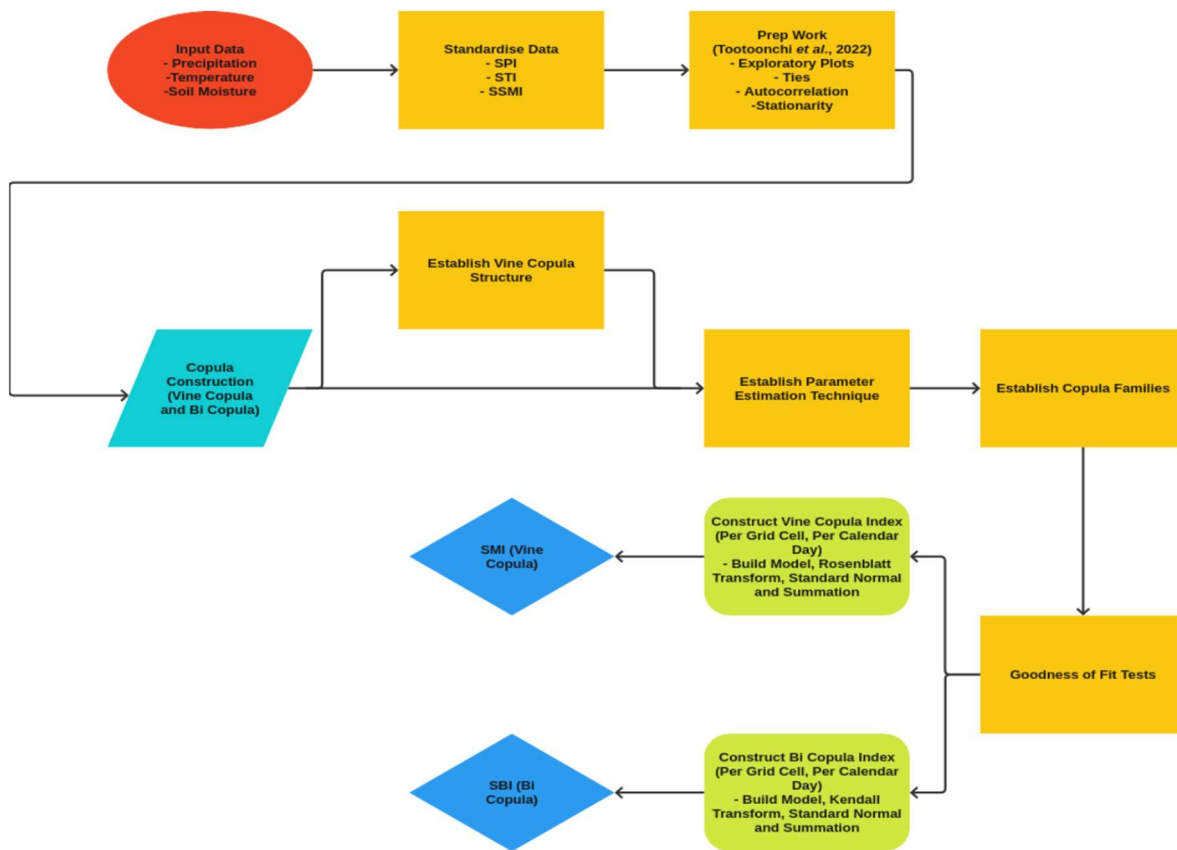 Input Data
- Precipitation
-Temperature
-Soil Moisture
Standardise Data
- SPI
- STI
- SSMI
Prep Work
(Tootoonchi et al., 2022)
- Exploratory Plots
- Ties
- Autocorrelation
-Stationarity
Establish Vine Copula
Structure
Copula
Construction
(Vine Copula
and Bi Copula)
Establish Parameter
Estimation Technique
Establish Copula Families
SMI (Vine
Copula)
Construct Vine Copula Index
(Per Grid Cell, Per Calendar
Day)
- Build Model, Rosenblatt
Transform, Standard Normal
and Summation
Goodness of Fit Tests
SBI (Bi
Copula)
Construct Bi Copula Index
(Per Grid Cell, Per Calendar
Day)
- Build Model, Kendall
Transform, Standard Normal
and Summation